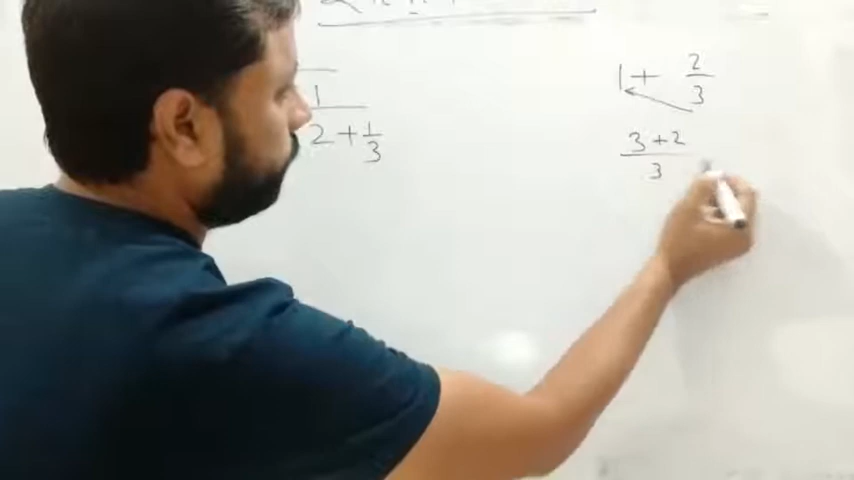 1
2 + 1/3
1 + 2/3
3+2
3